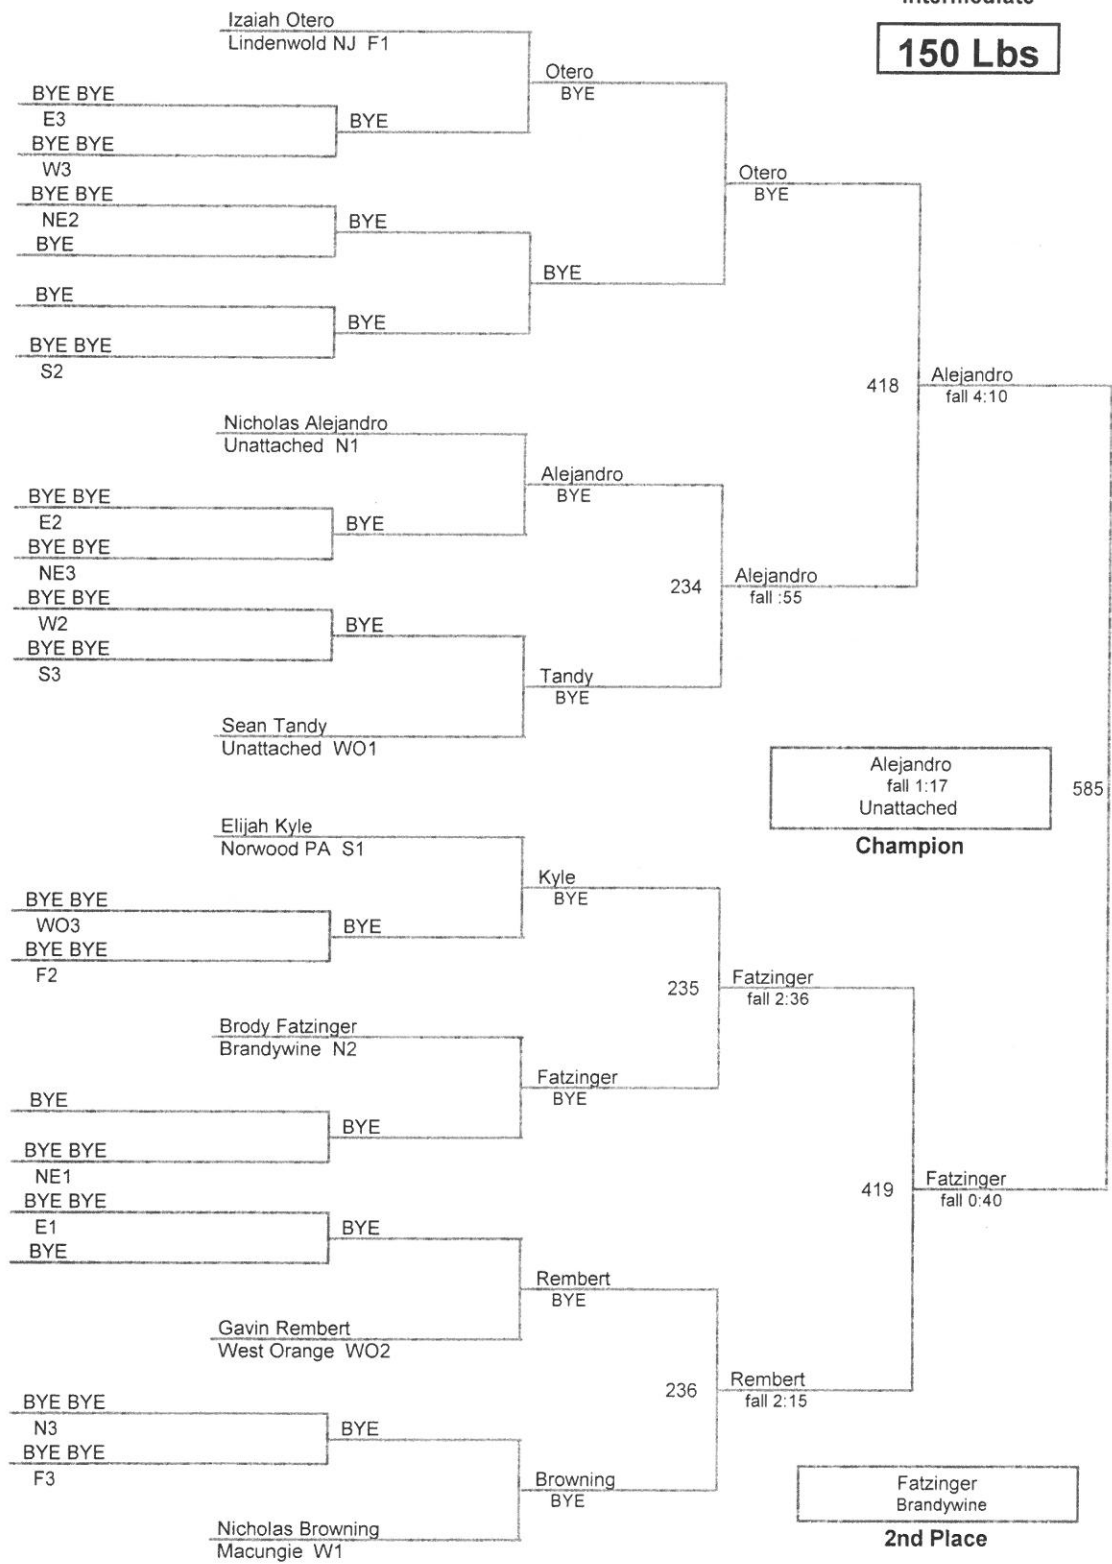 Intermediate
150 Lbs
Izaiah Otero
Lindenwold NJ F1
Otero
BYE
BYE BYE
E3
BYE
BYE BYE
W3
Otero
BYE
BYE BYE
NE2
BYE
BYE
BYE
BYE
BYE
BYE BYE
S2
418
Alejandro
fall 4:10
Nicholas Alejandro
Unattached N1
Alejandro
BYE
BYE BYE
E2
BYE
BYE BYE
NE3
234
Alejandro
fall :55
BYE BYE
W2
BYE
BYE BYE
S3
Tandy
BYE
Sean Tandy
Unattached WO1
Alejandro
fall 1:17
Unattached
Champion
585
Elijah Kyle
Norwood PA S1
Kyle
BYE
BYE BYE
WO3
BYE
BYE BYE
F2
235
Fatzinger
fall 2:36
Brody Fatzinger
Brandywine N2
Fatzinger
BYE
BYE
BYE
BYE BYE
NE1
419
Fatzinger
fall 0:40
BYE BYE
E1
BYE
BYE
Rembert
BYE
Gavin Rembert
West Orange WO2
236
Rembert
fall 2:15
BYE BYE
N3
BYE
BYE BYE
F3
Browning
BYE
Nicholas Browning
Macungie W1
Fatzinger
Brandywine
2nd Place